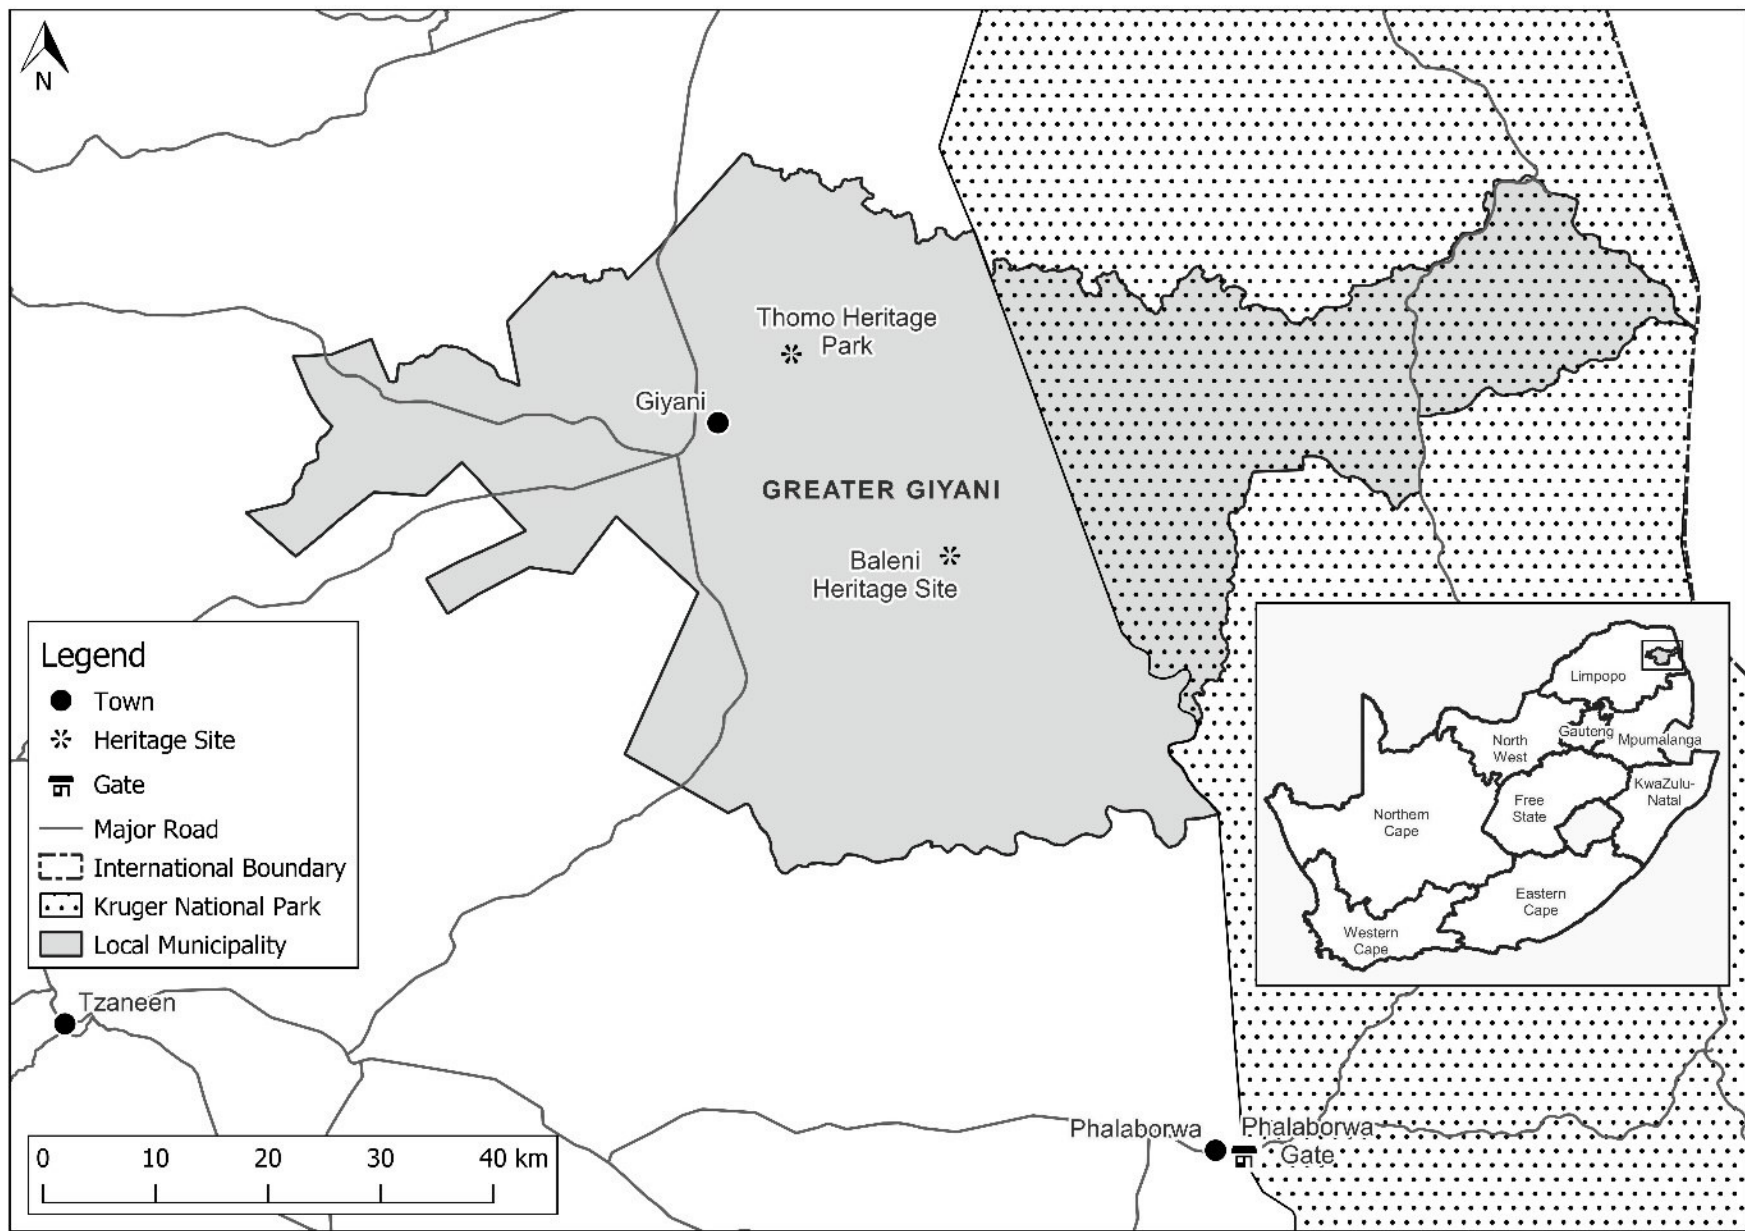 N
Thomo Heritage
Park
Giyani
GREATER GIYANI
Baleni
Heritage Site
Legend
Town
Heritage Site
Gate
Major Road
International Boundary
Kruger National Park
Local Municipality
Limpopo
Gauteng
North
West
Mpumalanga
KwaZulu-
Natal
Free
State
Northern
Cape
Eastern
Cape
Western
Cape
Tzaneen
Phalaborwa
Phalaborwa
Gate
0 10 20 30 40 km